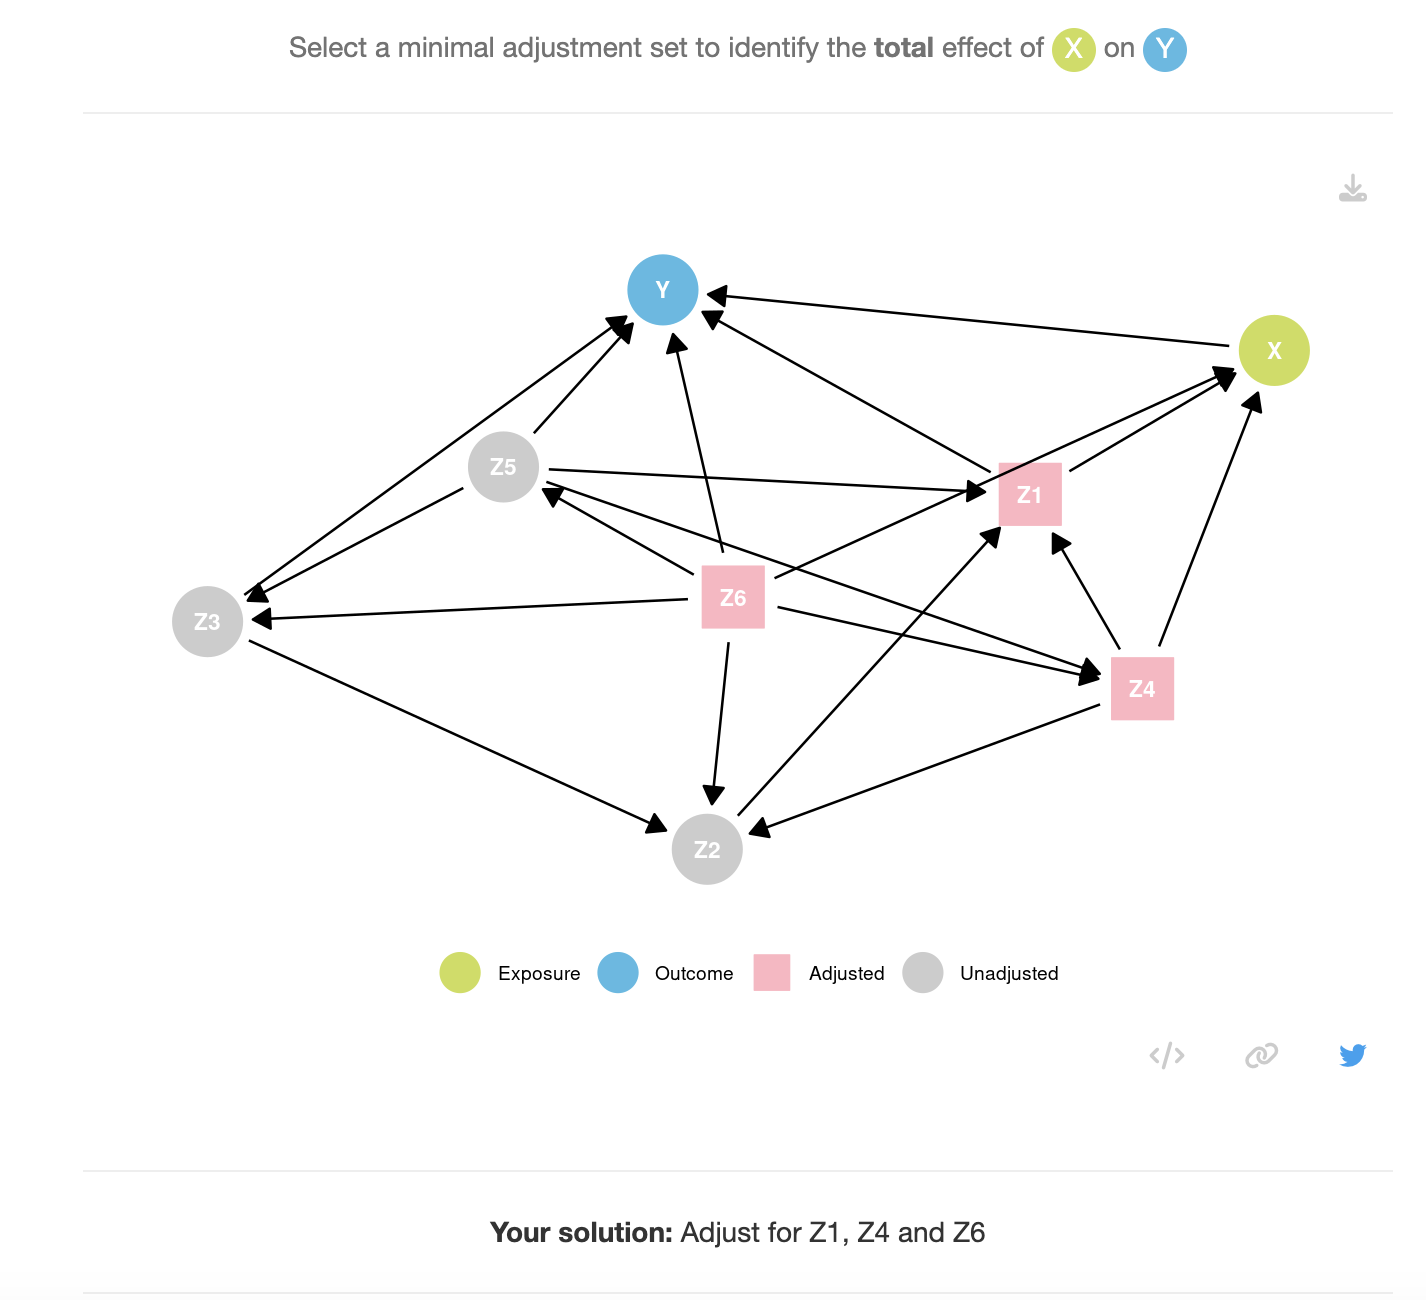 Select a minimal adjustment set to identify the total effect of X on Y
Y
X
Z5
Z1
Z6
Z3
Z4
Z2
Exposure Outcome Adjusted Unadjusted
</>
Your solution: Adjust for Z1, Z4 and Z6